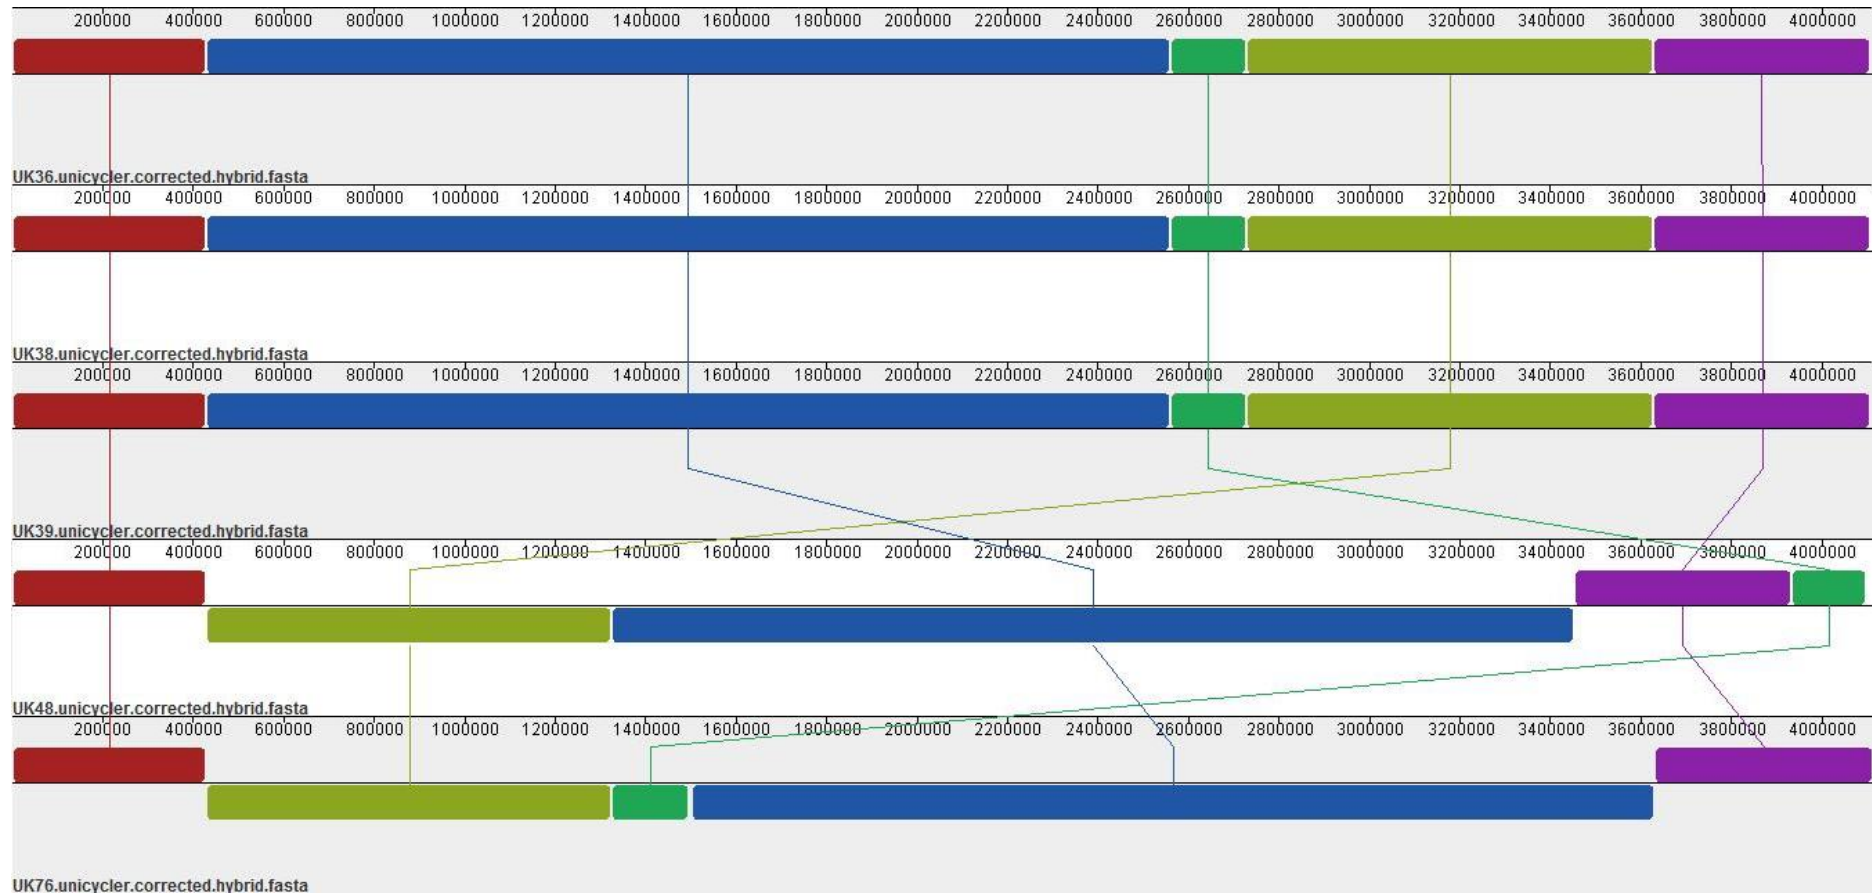 200000 400000 600000 800000 1000000 1200000 1400000 1600000 1800000 2000000 2200000 2400000 2600000 2800000 3000000 3200000 3400000 3600000 3800000 4000000
UK36.unicycler.corrected.hybrid.fasta
200000 400000 600000 800000 1000000 1200000 1400000 1600000 1800000 2000000 2200000 2400000 2600000 2800000 3000000 3200000 3400000 3600000 3800000 4000000
UK38.unicycler.corrected.hybrid.fasta
200000 400000 600000 800000 1000000 1200000 1400000 1600000 1800000 2000000 2200000 2400000 2600000 2800000 3000000 3200000 3400000 3600000 3800000 4000000
UK39.unicycler.corrected.hybrid.fasta
200000 400000 600000 800000 1000000 1200000 1400000 1600000 1800000 2000000 2200000 2400000 2600000 2800000 3000000 3200000 3400000 3600000 3800000 4000000
UK48.unicycler.corrected.hybrid.fasta
200000 400000 600000 800000 1000000 1200000 1400000 1600000 1800000 2000000 2200000 2400000 2600000 2800000 3000000 3200000 3400000 3600000 3800000 4000000
UK76.unicycler.corrected.hybrid.fasta